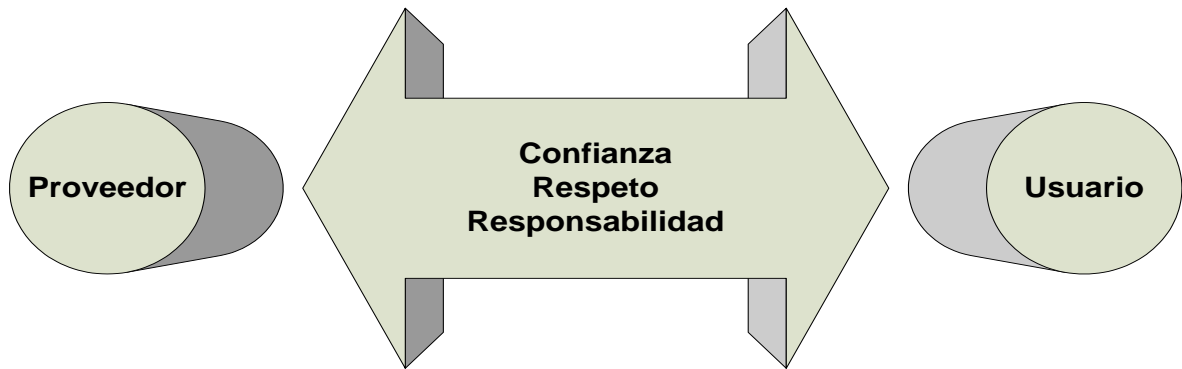 Proveedor
Confianza
Respeto
Responsabilidad
Usuario